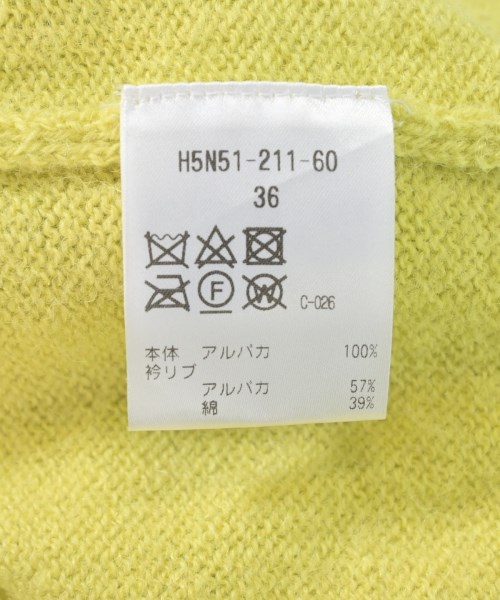 H5N51-211-60
36
F W C-026
本体 アルパカ 100%
衿リブ
アルパカ 57%
綿 39%